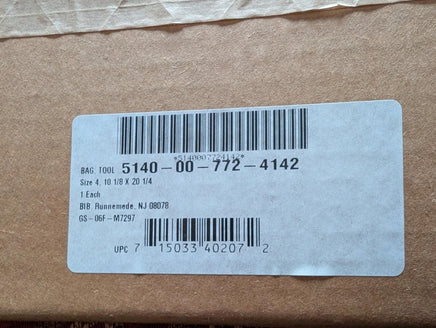 *5140007724142*
BAG, TOOL 5140-00-772-4142
Size 4, 10 1/8 X 20 1/4
1 Each
BIB. Runnemede, NJ 08078
GS-06F-M7297
UPC 7 15033 40207 2